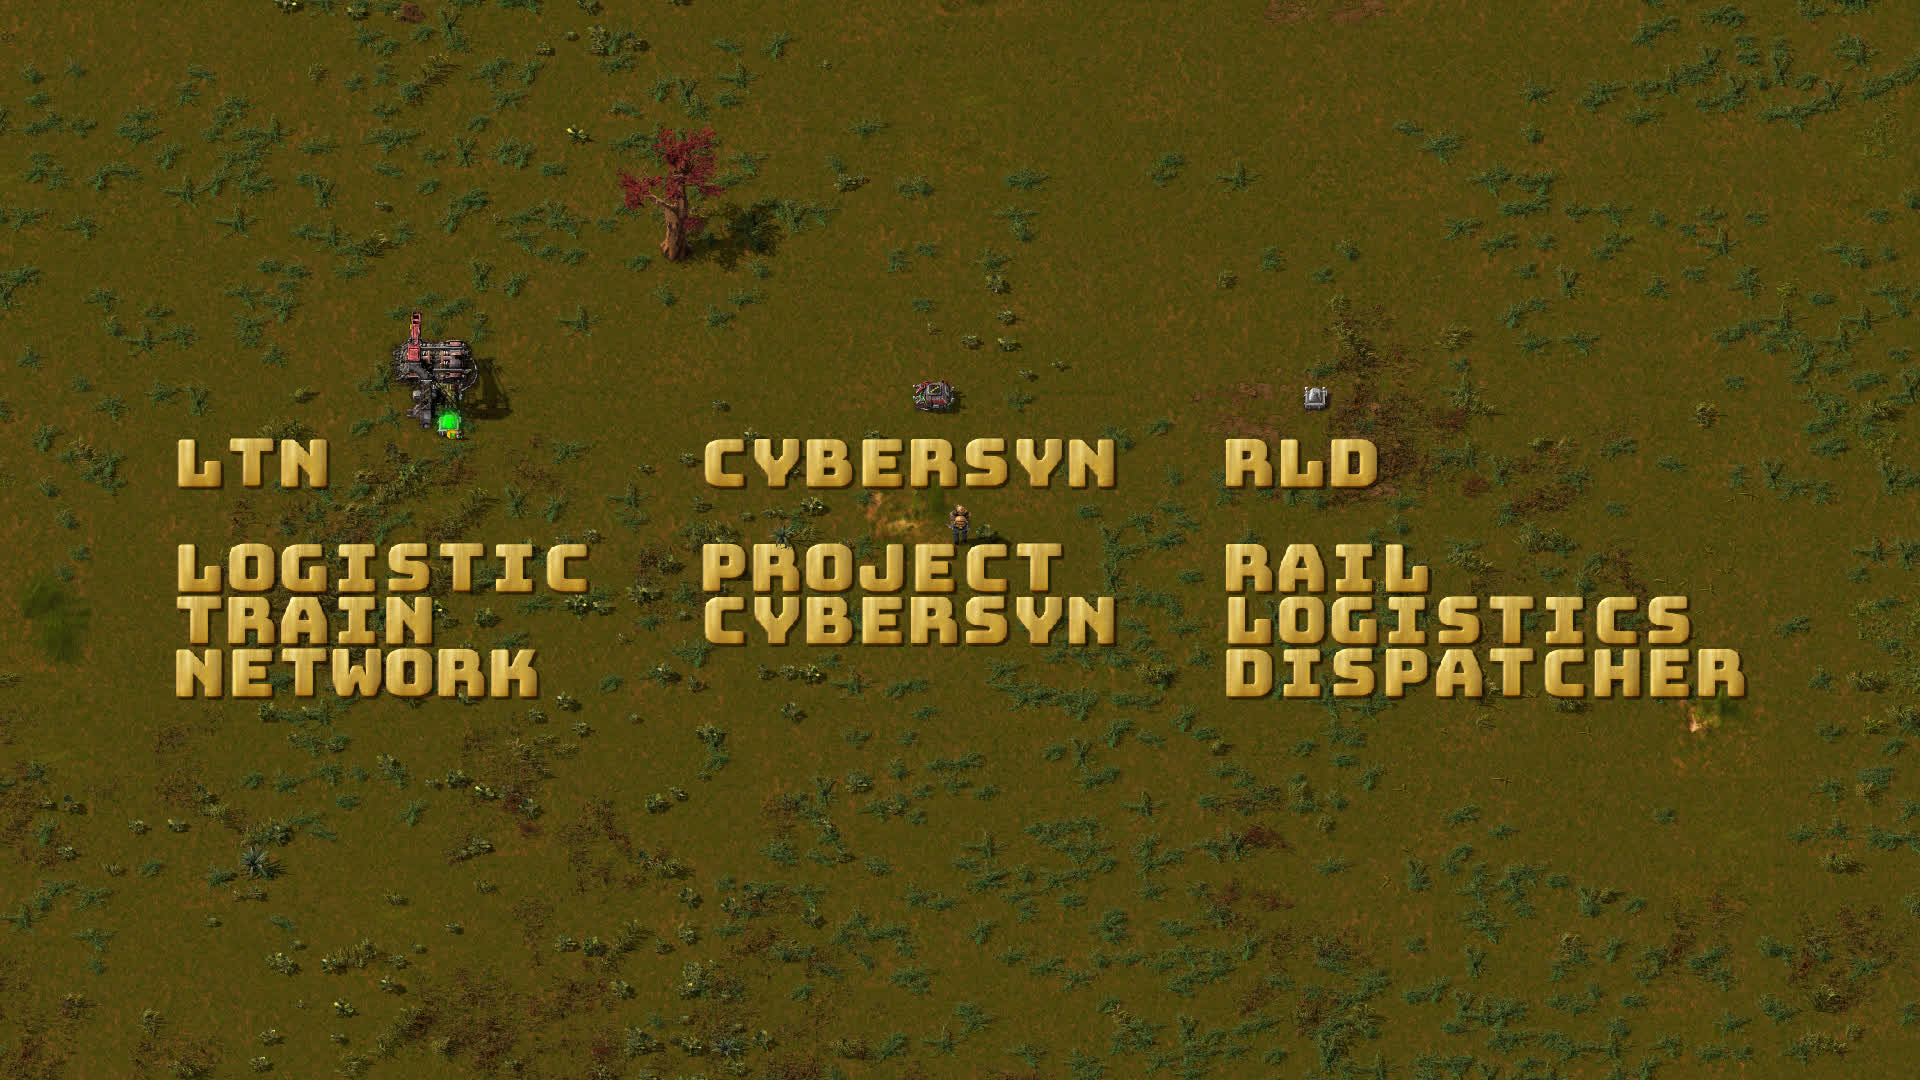 LTN
LOGISTIC
TRAIN
NETWORK
CYBERSYN
PROJECT
CYBERSYN
RLD
RAIL
LOGISTICS
DISPATCHER